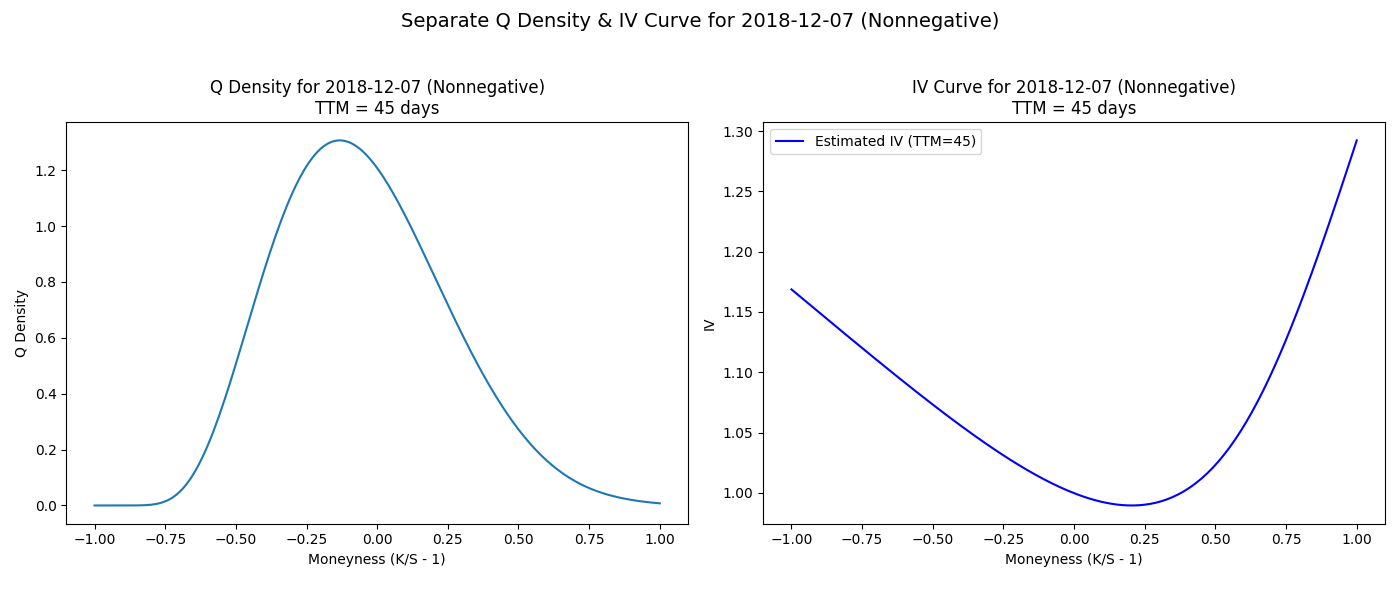 Separate Q Density & IV Curve for 2018-12-07 (Nonnegative)
Q Density for 2018-12-07 (Nonnegative)
TTM = 45 days
Q Density
1.2
1.0
0.8
0.6
0.4
0.2
0.0
−1.00 −0.75 −0.50 −0.25 0.00 0.25 0.50 0.75 1.00
Moneyness (K/S - 1)
IV Curve for 2018-12-07 (Nonnegative)
TTM = 45 days
Estimated IV (TTM=45)
IV
1.30
1.25
1.20
1.15
1.10
1.05
1.00
−1.00 −0.75 −0.50 −0.25 0.00 0.25 0.50 0.75 1.00
Moneyness (K/S - 1)